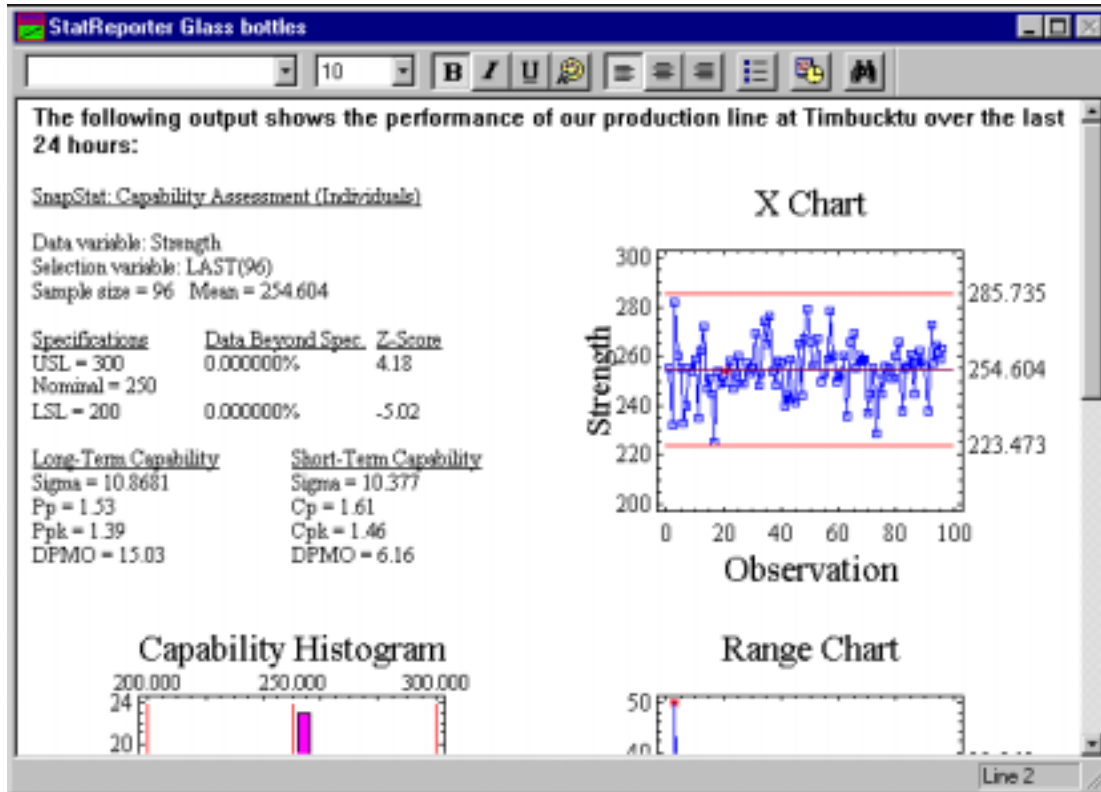 StatReporter Glass bottles
10
B I U
The following output shows the performance of our production line at Timbucktu over the last
24 hours:
SnapStat: Capability Assessment (Individuals)
Data variable: Strength
Selection variable: LAST(96)
Sample size = 96 Mean = 254.604
Specifications Data Beyond Spec. Z-Score
USL = 300 0.000000% 4.18
Nominal = 250
LSL = 200 0.000000% -5.02
Long-Term Capability Short-Term Capability
Sigma = 10.8681 Sigma = 10.377
Pp = 1.53 Cp = 1.61
Ppk = 1.39 Cpk = 1.46
DPMO = 15.03 DPMO = 6.16
X Chart
300
280
260
240
220
200
Strength
285.735
254.604
223.473
0 20 40 60 80 100
Observation
Capability Histogram
200.000 250.000 300.000
24
20
Range Chart
50
40
Line 2